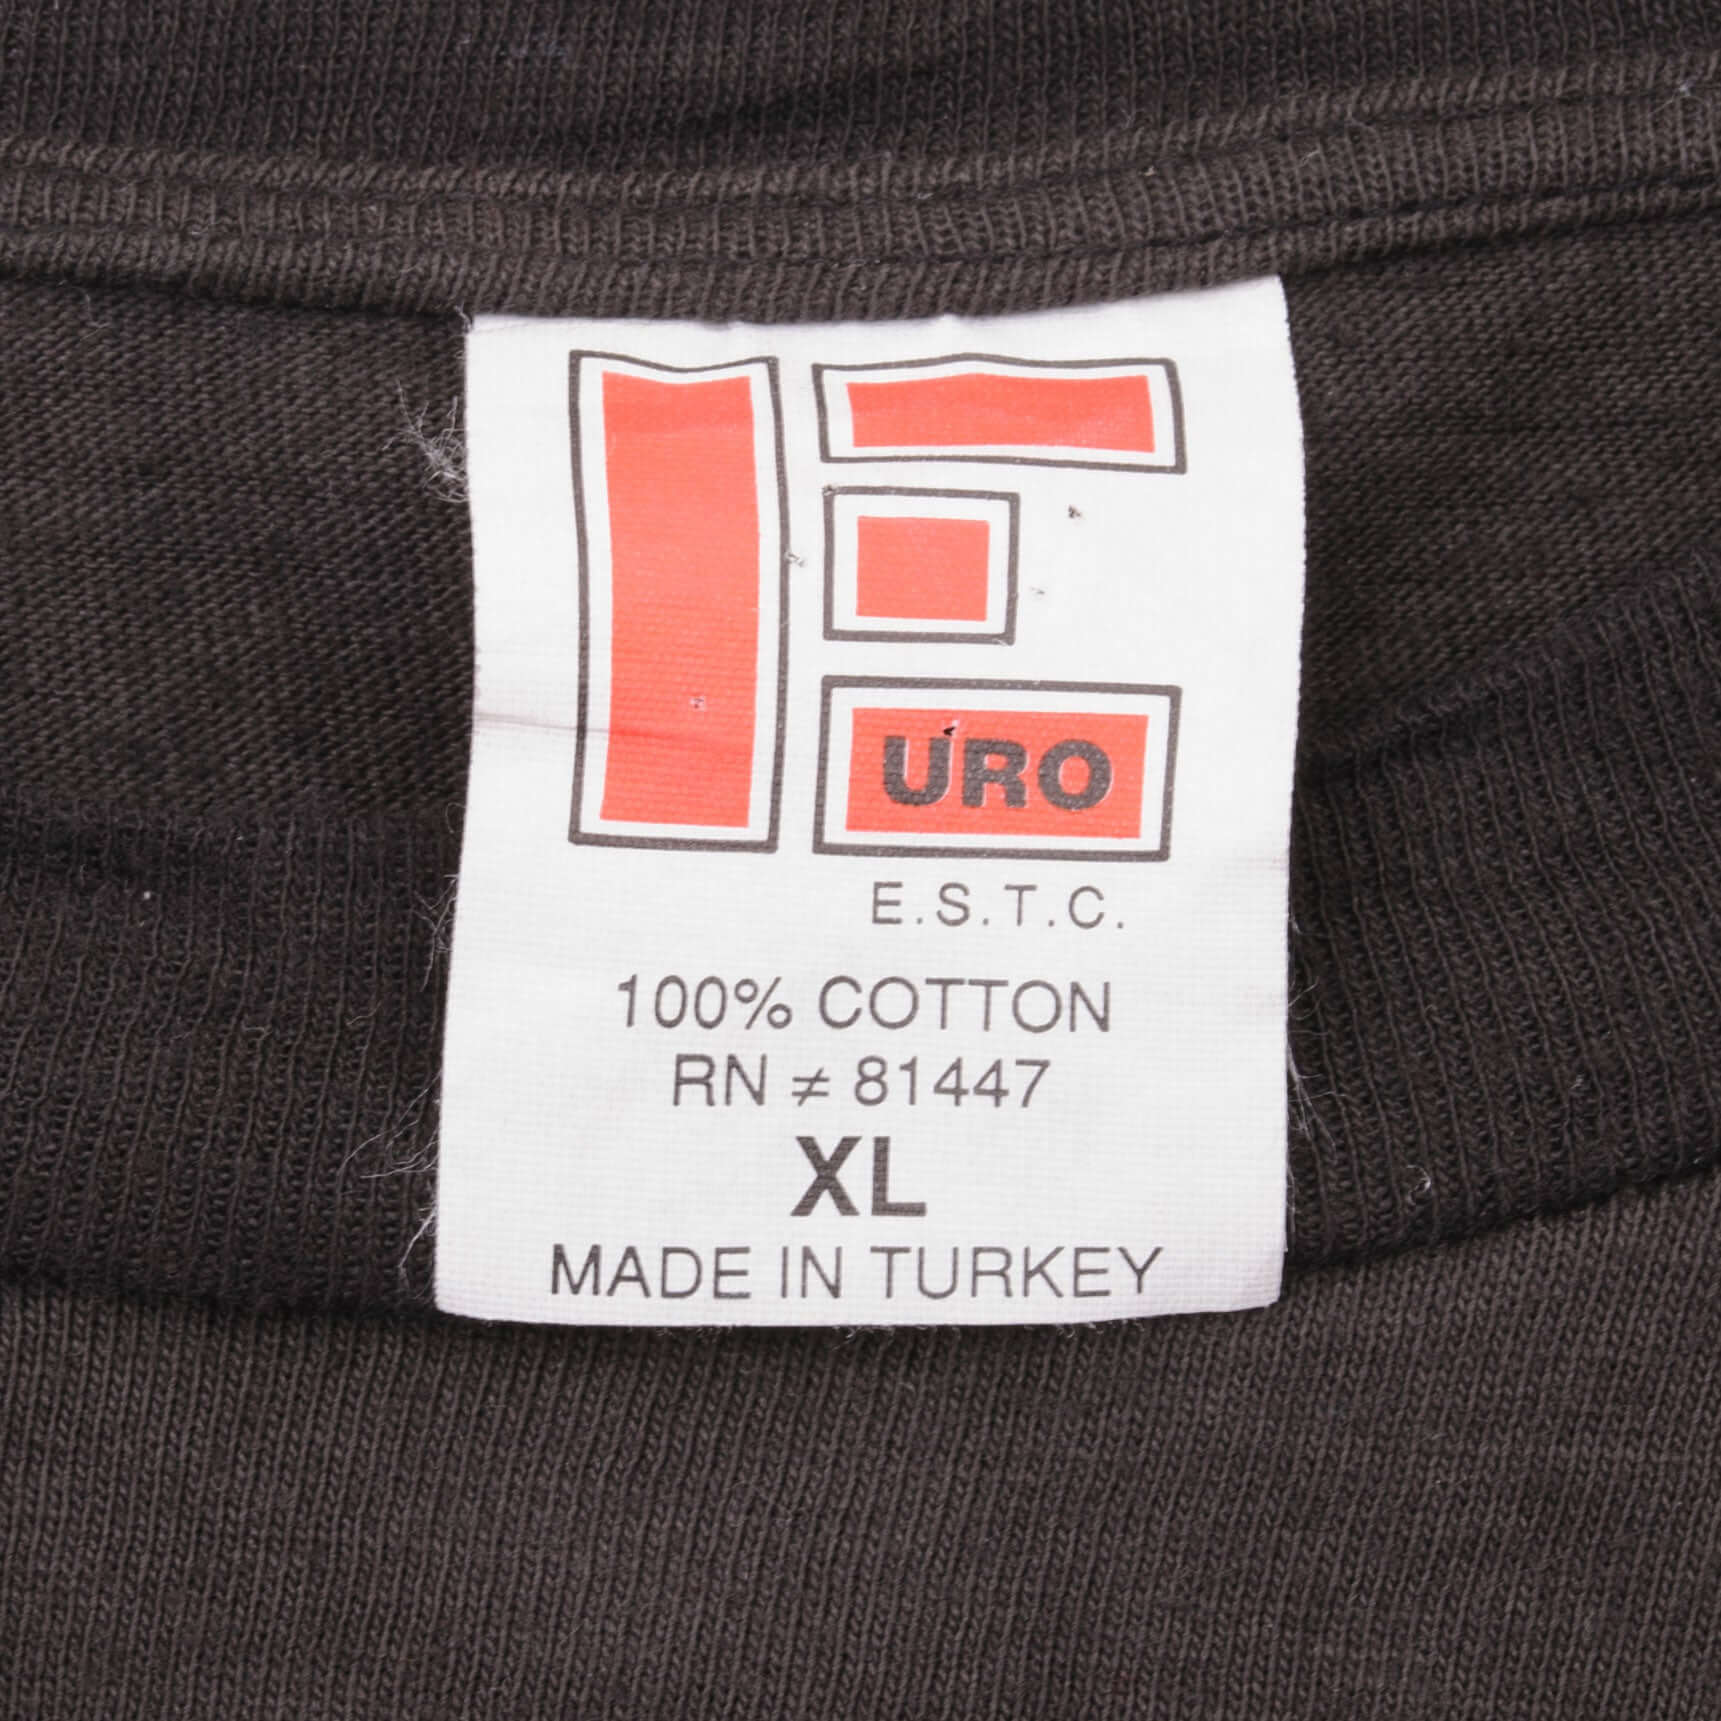 URO
E.S.T.C.
100% COTTON
RN ≠ 81447
XL
MADE IN TURKEY